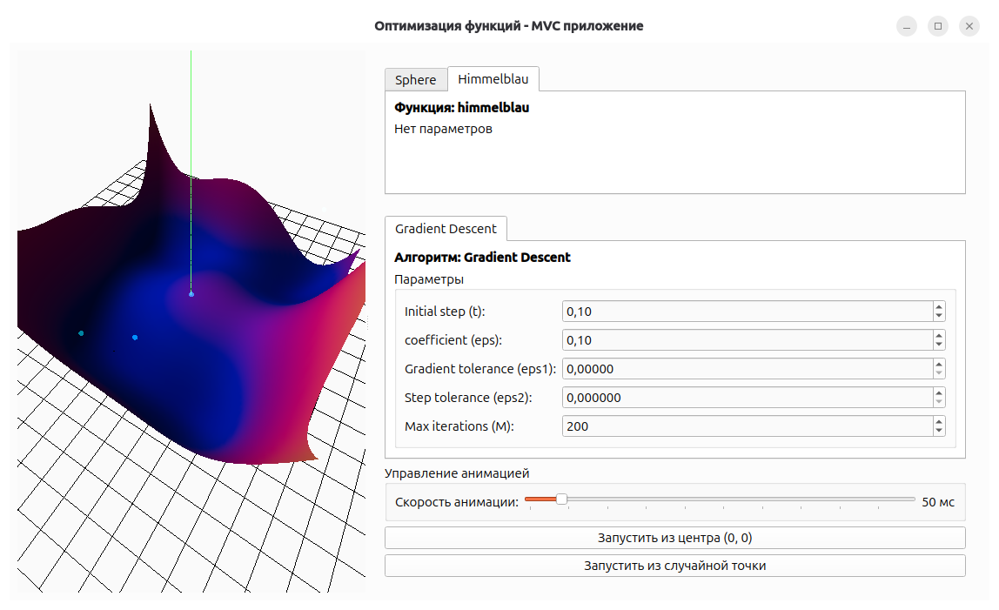 Оптимизация функций - MVC приложение
Sphere Himmelblau
Функция: himmelblau
Нет параметров
Gradient Descent
Алгоритм: Gradient Descent
Параметры
Initial step (t): 0,10
coefficient (eps): 0,10
Gradient tolerance (eps1): 0,00000
Step tolerance (eps2): 0,000000
Max iterations (M): 200
Управление анимацией
Скорость анимации: 50 мс
Запустить из центра (0, 0)
Запустить из случайной точки